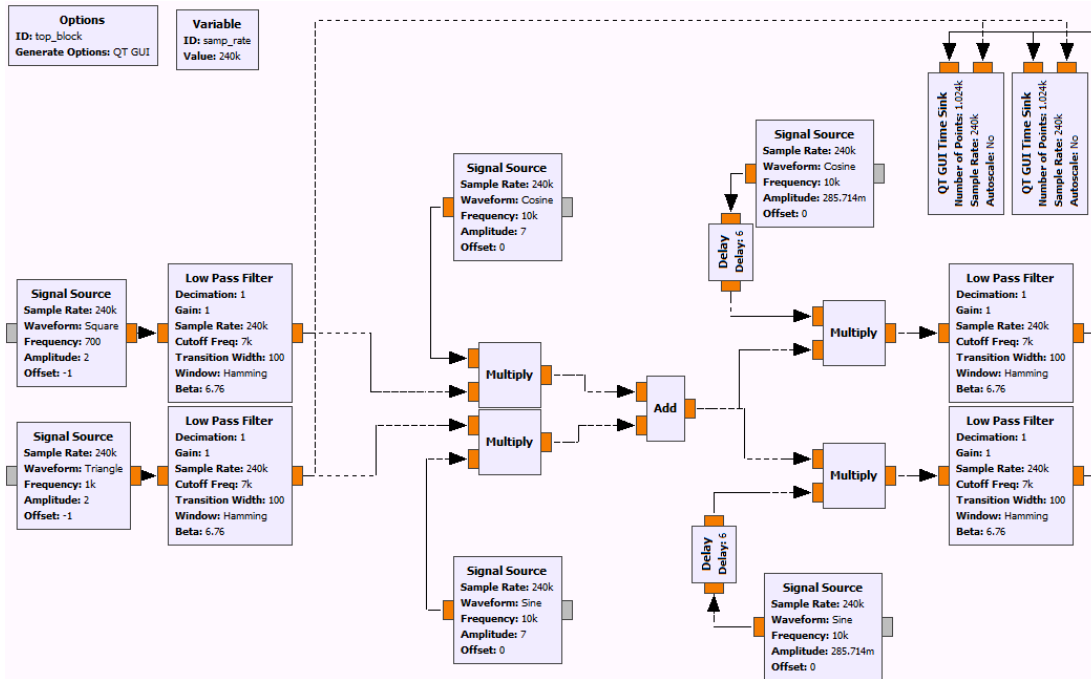 Options
ID: top_block
Generate Options: QT GUI
Variable
ID: samp_rate
Value: 240k
QT GUI Time Sink
Number of Points: 1.024k
Sample Rate: 240k
Autoscale: No
QT GUI Time Sink
Number of Points: 1.024k
Sample Rate: 240k
Autoscale: No
Signal Source
Sample Rate: 240k
Waveform: Cosine
Frequency: 10k
Amplitude: 285.714m
Offset: 0
Signal Source
Sample Rate: 240k
Waveform: Cosine
Frequency: 10k
Amplitude: 7
Offset: 0
Delay
Delay: 6
Signal Source
Sample Rate: 240k
Waveform: Square
Frequency: 700
Amplitude: 2
Offset: -1
Low Pass Filter
Decimation: 1
Gain: 1
Sample Rate: 240k
Cutoff Freq: 7k
Transition Width: 100
Window: Hamming
Beta: 6.76
Multiply
Multiply
Add
Multiply
Low Pass Filter
Decimation: 1
Gain: 1
Sample Rate: 240k
Cutoff Freq: 7k
Transition Width: 100
Window: Hamming
Beta: 6.76
Signal Source
Sample Rate: 240k
Waveform: Triangle
Frequency: 1k
Amplitude: 2
Offset: -1
Low Pass Filter
Decimation: 1
Gain: 1
Sample Rate: 240k
Cutoff Freq: 7k
Transition Width: 100
Window: Hamming
Beta: 6.76
Multiply
Low Pass Filter
Decimation: 1
Gain: 1
Sample Rate: 240k
Cutoff Freq: 7k
Transition Width: 100
Window: Hamming
Beta: 6.76
Delay
Delay: 6
Signal Source
Sample Rate: 240k
Waveform: Sine
Frequency: 10k
Amplitude: 7
Offset: 0
Signal Source
Sample Rate: 240k
Waveform: Sine
Frequency: 10k
Amplitude: 285.714m
Offset: 0